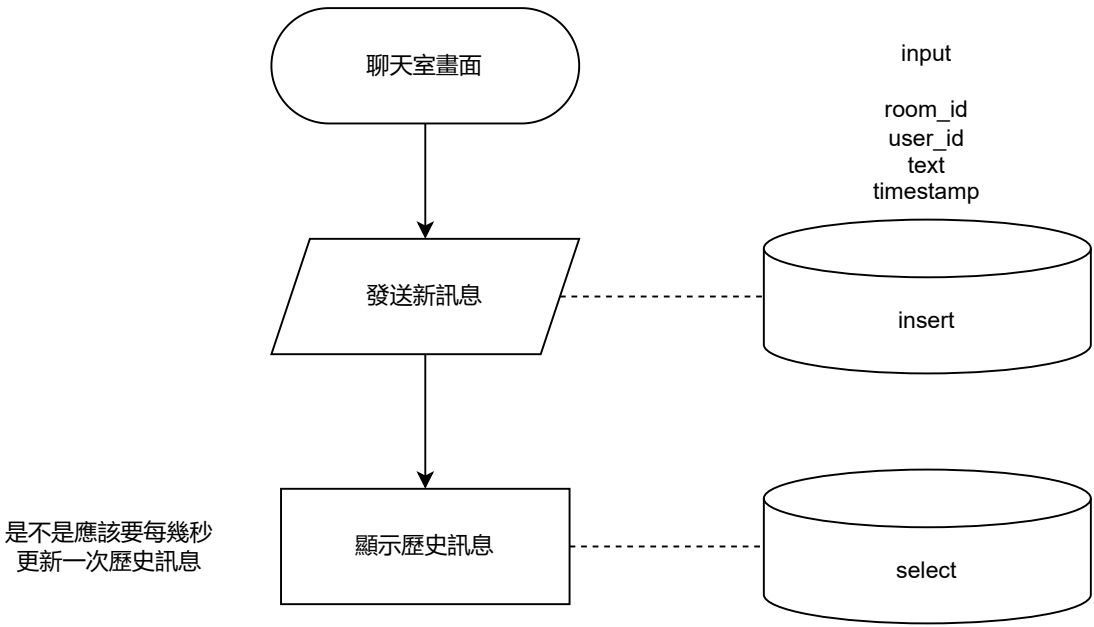 聊天室畫面
input
room_id
user_id
text
timestamp
發送新訊息
insert
是不是應該要每幾秒
更新一次歷史訊息
顯示歷史訊息
select